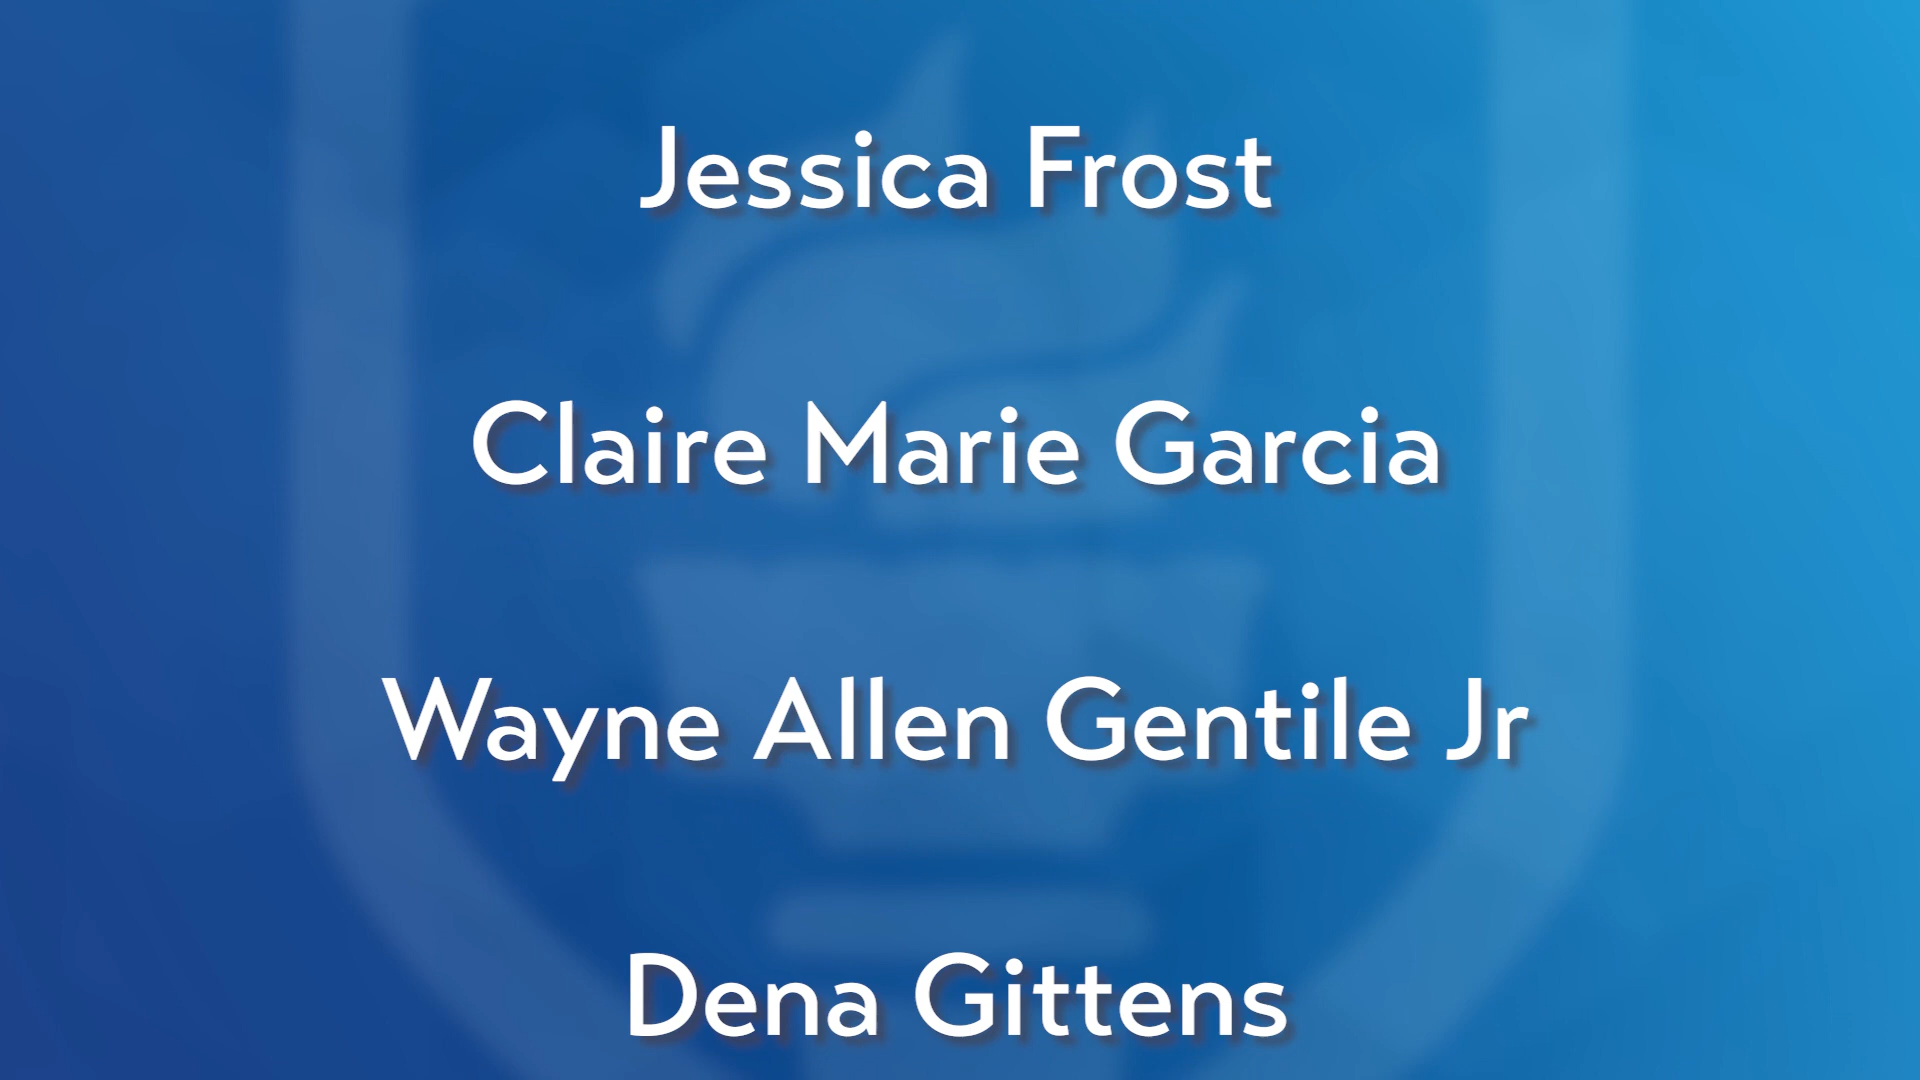 Jessica Frost
Claire Marie Garcia
Wayne Allen Gentile Jr
Dena Gittens